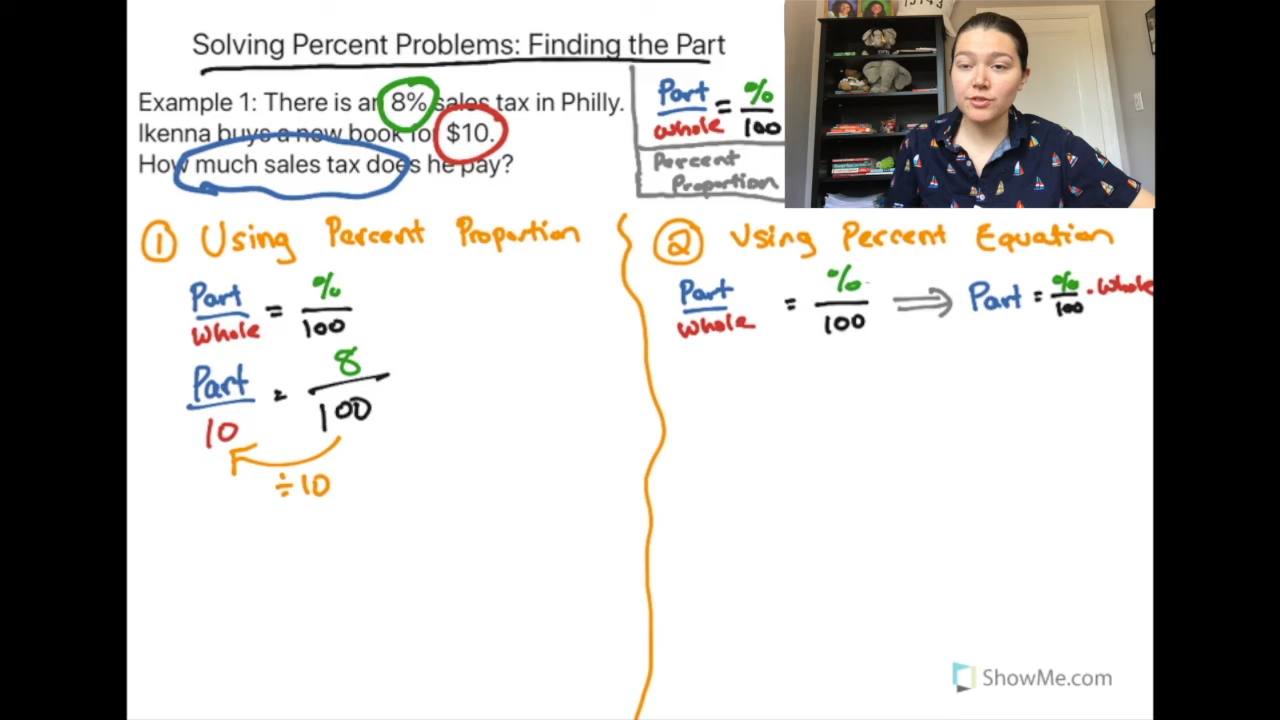 Solving Percent Problems: Finding the Part
Example 1: There is an 8% sales tax in Philly.
Ikenna buys a new book for $10.
How much sales tax does he pay?
Part = %
Whole 100
Percent
Proportion
① Using Percent Proportion
Part = %
Whole 100
Part = 8
10 100
÷10
② Using Percent Equation
Part = % ⟹ Part = % · Whole
Whole 100 100
ShowMe.com